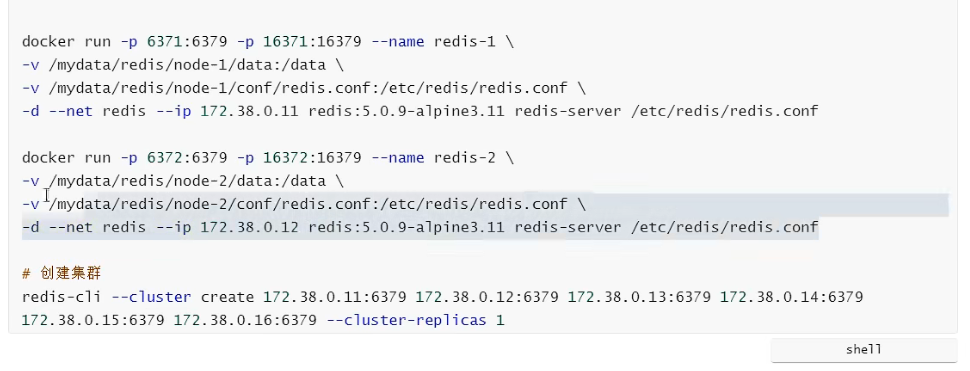 docker run -p 6371:6379 -p 16371:16379 --name redis-1 \
-v /mydata/redis/node-1/data:/data \
-v /mydata/redis/node-1/conf/redis.conf:/etc/redis/redis.conf \
-d --net redis --ip 172.38.0.11 redis:5.0.9-alpine3.11 redis-server /etc/redis/redis.conf
docker run -p 6372:6379 -p 16372:16379 --name redis-2 \
-v /mydata/redis/node-2/data:/data \
-v /mydata/redis/node-2/conf/redis.conf:/etc/redis/redis.conf \
-d --net redis --ip 172.38.0.12 redis:5.0.9-alpine3.11 redis-server /etc/redis/redis.conf
# 创建集群
redis-cli --cluster create 172.38.0.11:6379 172.38.0.12:6379 172.38.0.13:6379 172.38.0.14:6379
172.38.0.15:6379 172.38.0.16:6379 --cluster-replicas 1
shell